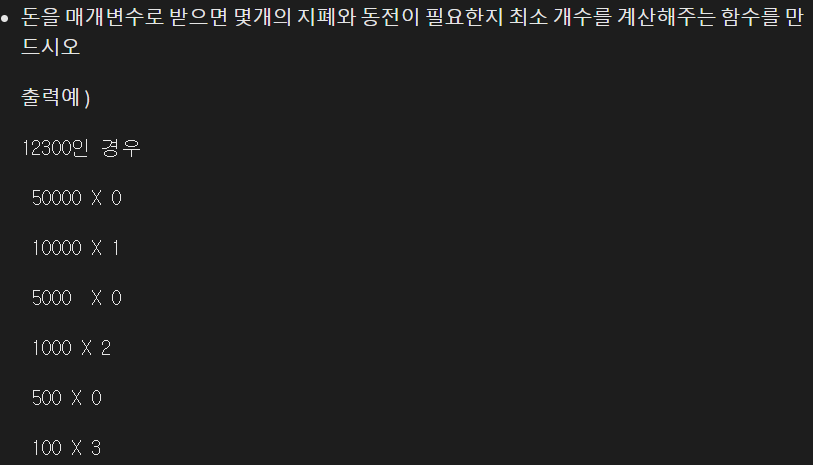 돈을 매개변수로 받으면 몇개의 지폐와 동전이 필요한지 최소 개수를 계산해주는 함수를 만
드시오
출력예 )
12300인 경우
50000 X 0
10000 X 1
5000  X 0
1000 X 2
500 X 0
100 X 3